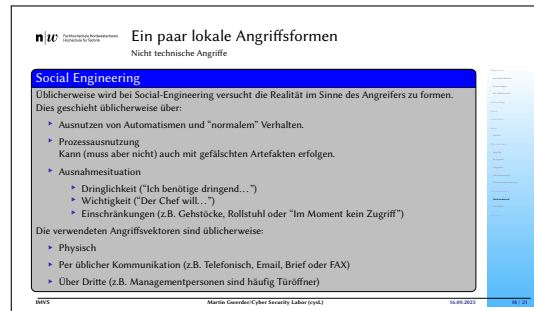 n|w Fachhochschule Nordwestschweiz
Hochschule für Technik
Ein paar lokale Angriffsformen
Nicht technische Angriffe
Social Engineering
Üblicherweise wird bei Social-Engineering versucht die Realität im Sinne des Angreifers zu formen.
Dies geschieht üblicherweise über:
▸ Ausnutzen von Automatismen und “normalem” Verhalten.
▸ Prozessausnutzung
Kann (muss aber nicht) auch mit gefälschten Artefakten erfolgen.
▸ Ausnahmesituation
▸ Dringlichkeit (“Ich benötige dringend…”)
▸ Wichtigkeit (“Der Chef will…”)
▸ Einschränkungen (z.B. Gehstöcke, Rollstuhl oder “Im Moment kein Zugriff”)
Die verwendeten Angriffsvektoren sind üblicherweise:
▸ Physisch
▸ Per üblicher Kommunikation (z.B. Telefonisch, Email, Brief oder FAX)
▸ Über Dritte (z.B. Managementpersonen sind häufig Türöffner)
IMVS
Martin Gwerder/Cyber Security Labor (cysL)
16.09.2025
18 / 21